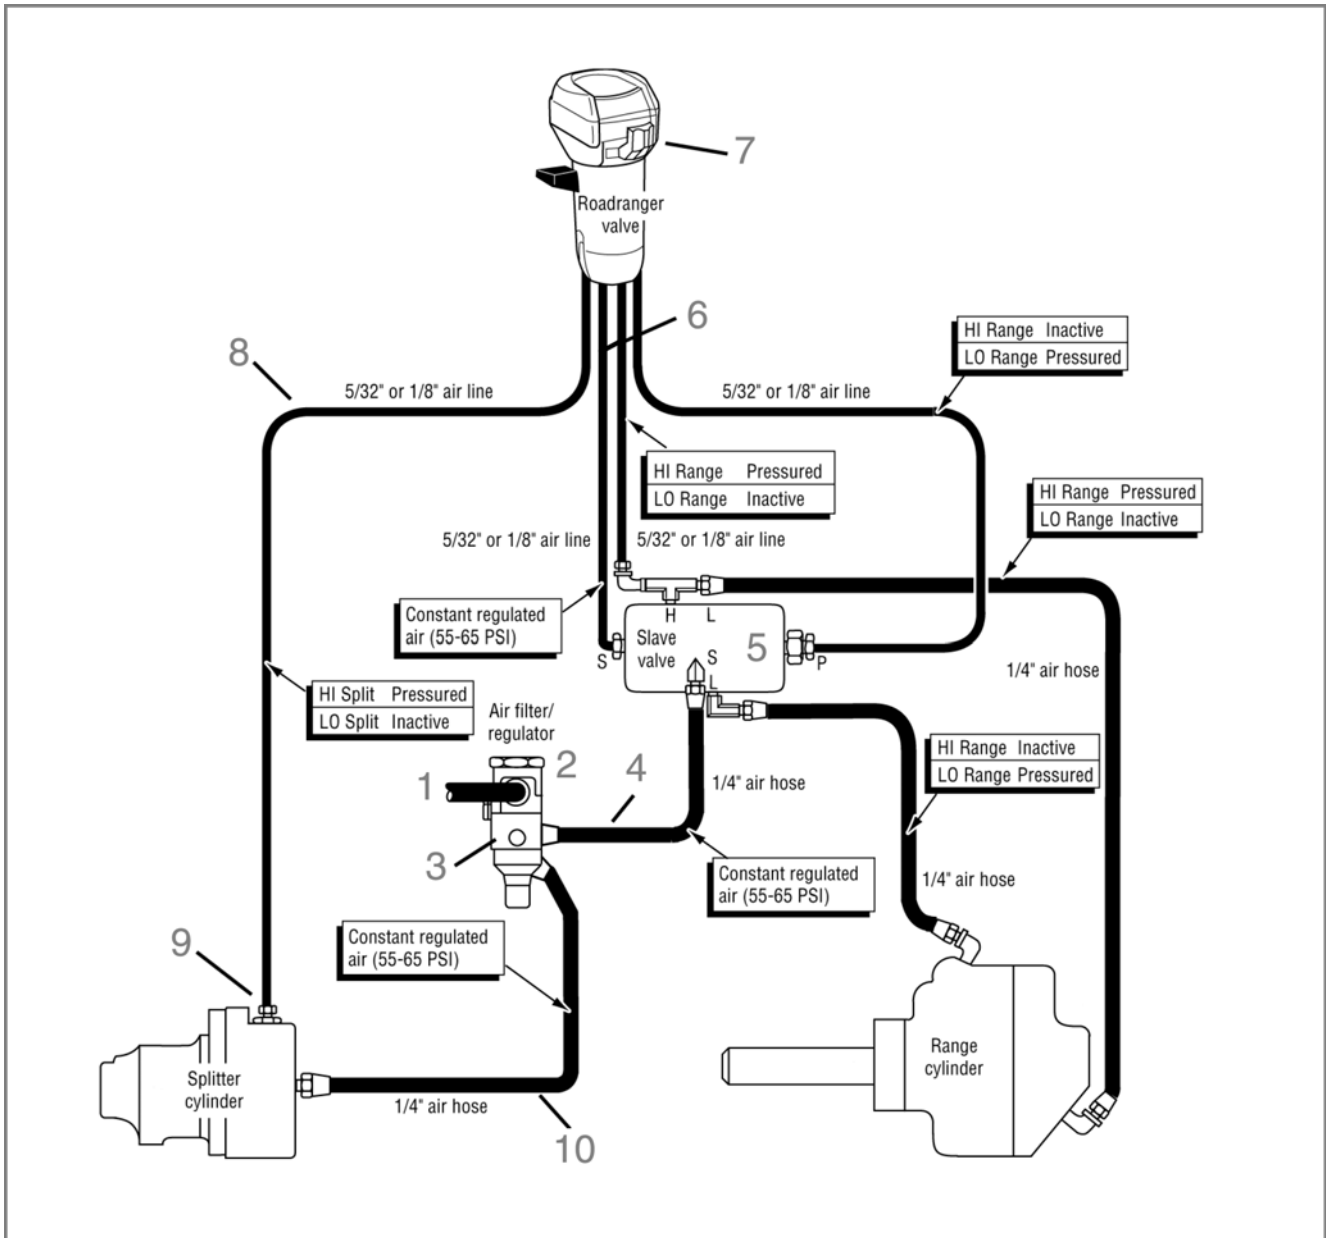 7
Roadranger
valve
6
8
HI Range Inactive
LO Range Pressured
5/32" or 1/8" air line
5/32" or 1/8" air line
HI Range Pressured
LO Range Inactive
HI Range Pressured
LO Range Inactive
5/32" or 1/8" air line
5/32" or 1/8" air line
Constant regulated
air (55-65 PSI)
H L
Slave
valve
5
S
S
P
L
1/4" air hose
HI Split Pressured
LO Split Inactive
Air filter/
regulator
2
1
4
1/4" air hose
HI Range Inactive
LO Range Pressured
3
Constant regulated
air (55-65 PSI)
1/4" air hose
Constant regulated
air (55-65 PSI)
9
Splitter
cylinder
Range
cylinder
1/4" air hose
10